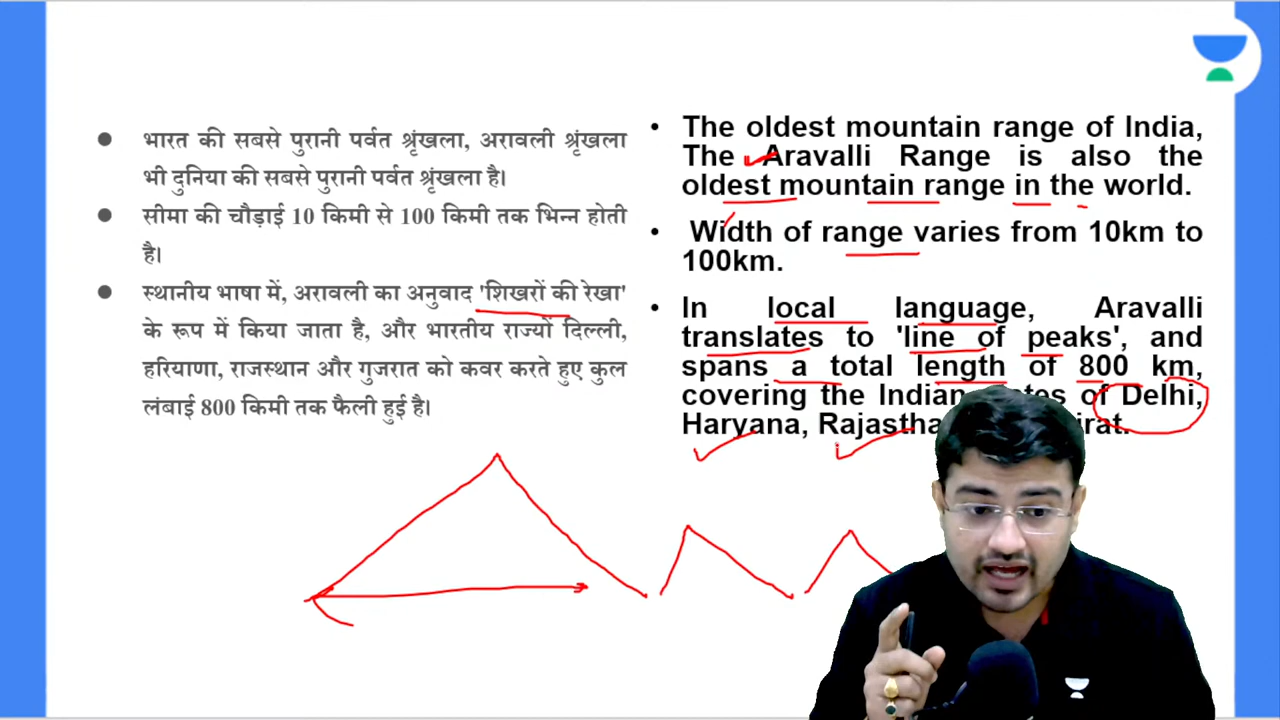 भारत की सबसे पुरानी पर्वत श्रृंखला, अरावली श्रृंखला
भी दुनिया की सबसे पुरानी पर्वत श्रृंखला है।
सीमा की चौड़ाई 10 किमी से 100 किमी तक भिन्न होती
है।
स्थानीय भाषा में, अरावली का अनुवाद 'शिखरों की रेखा'
के रूप में किया जाता है, और भारतीय राज्यों दिल्ली,
हरियाणा, राजस्थान और गुजरात को कवर करते हुए कुल
लंबाई 800 किमी तक फैली हुई है।
The oldest mountain range of India,
The Aravalli Range is also the
oldest mountain range in the world.
Width of range varies from 10km to
100km.
In local language, Aravalli
translates to 'line of peaks', and
spans a total length of 800 km,
covering the Indian of Delhi,
Haryana,